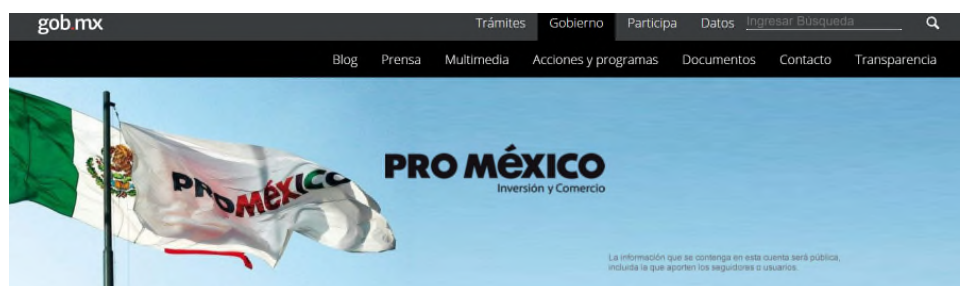 gob.mx
Trámites Gobierno Participa Datos Ingresar Búsqueda
Blog Prensa Multimedia Acciones y programas Documentos Contacto Transparencia
PROMÉXICO
PRO MéXICO
Inversión y Comercio
La información que se contenga en esta cuenta será pública,
incluida la que aporten los seguidores o usuarios.